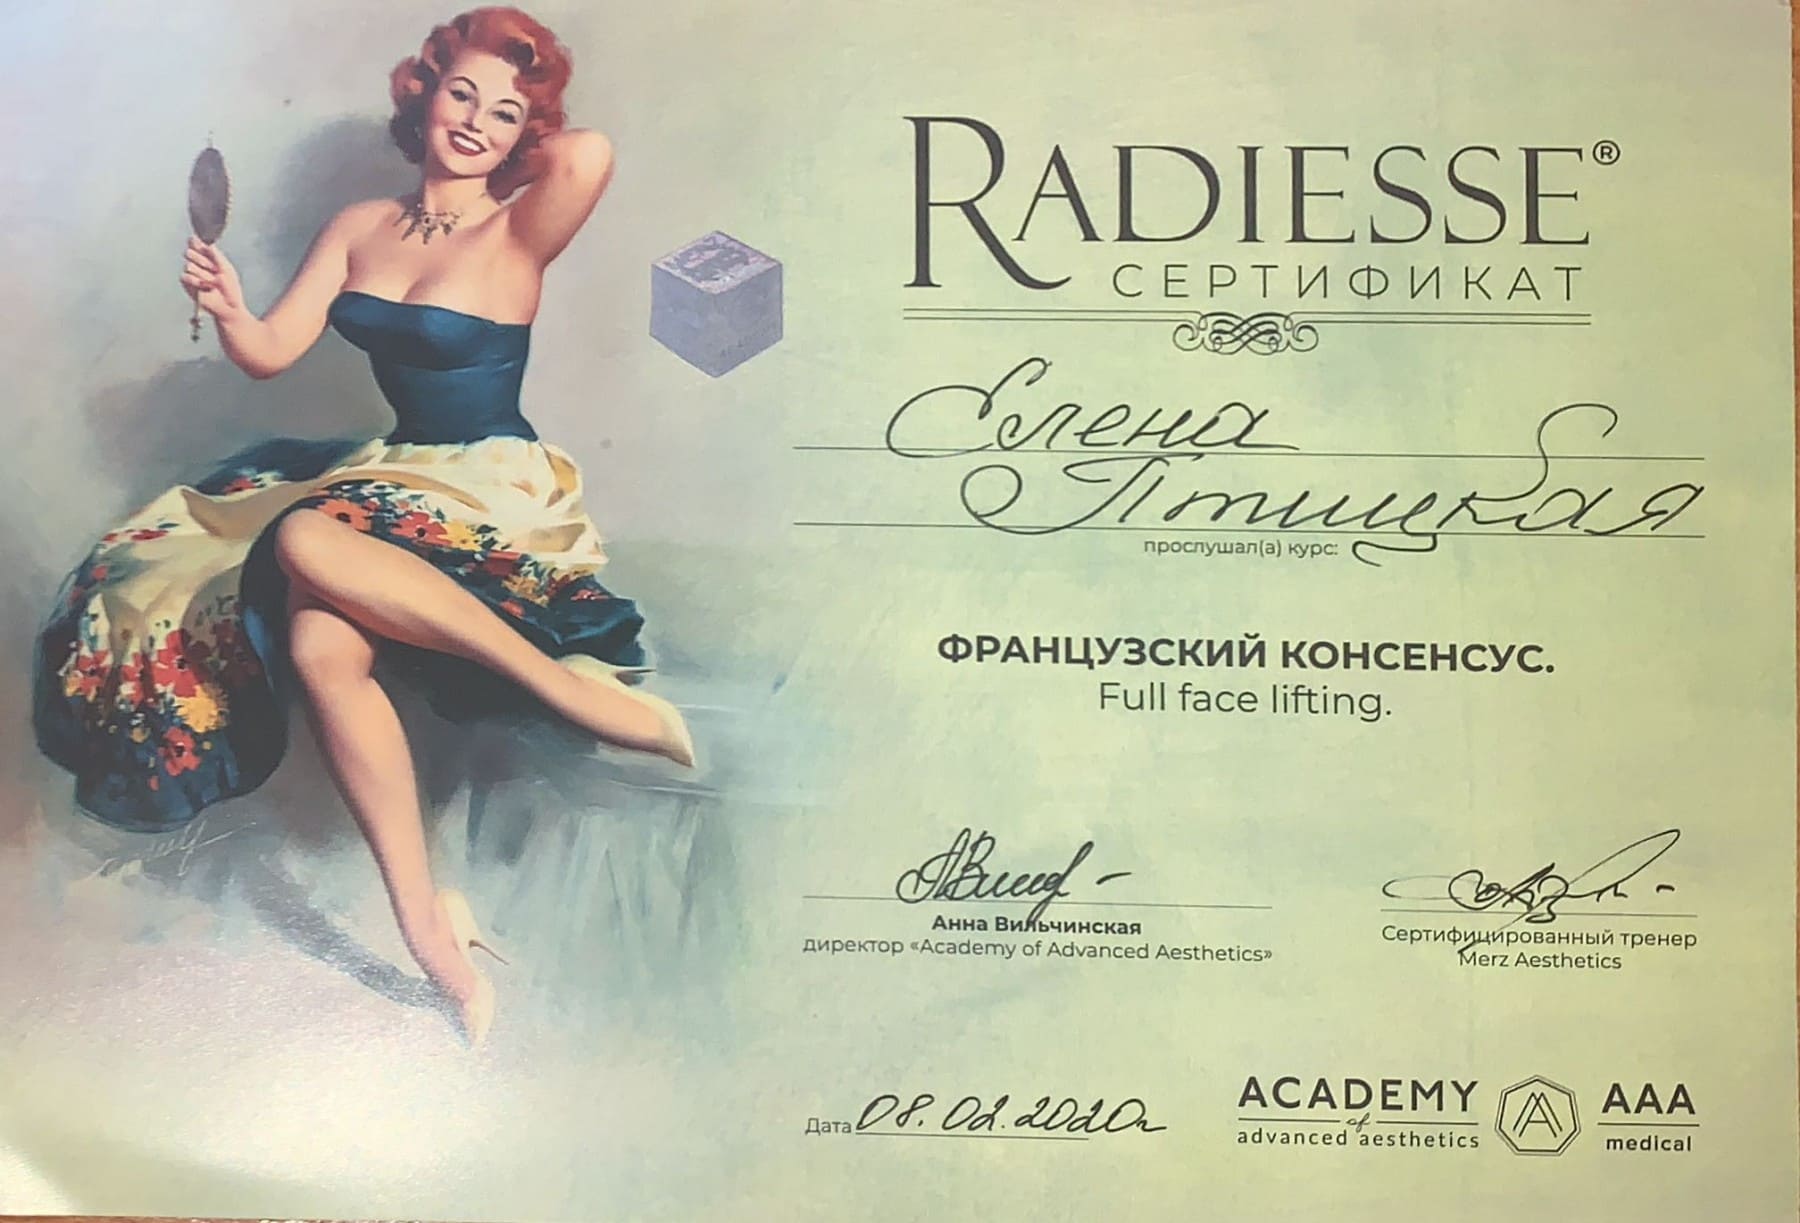 RADIESSE®
СЕРТИФИКАТ
Елена
Птицкая
прослушал(а) курс:
ФРАНЦУЗСКИЙ КОНСЕНСУС.
Full face lifting.
Анна Вильчинская
директор «Academy of Advanced Aesthetics»
Сертифицированный тренер
Merz Aesthetics
Дата 08.02.2020г
ACADEMY
of
advanced aesthetics
AAA
medical